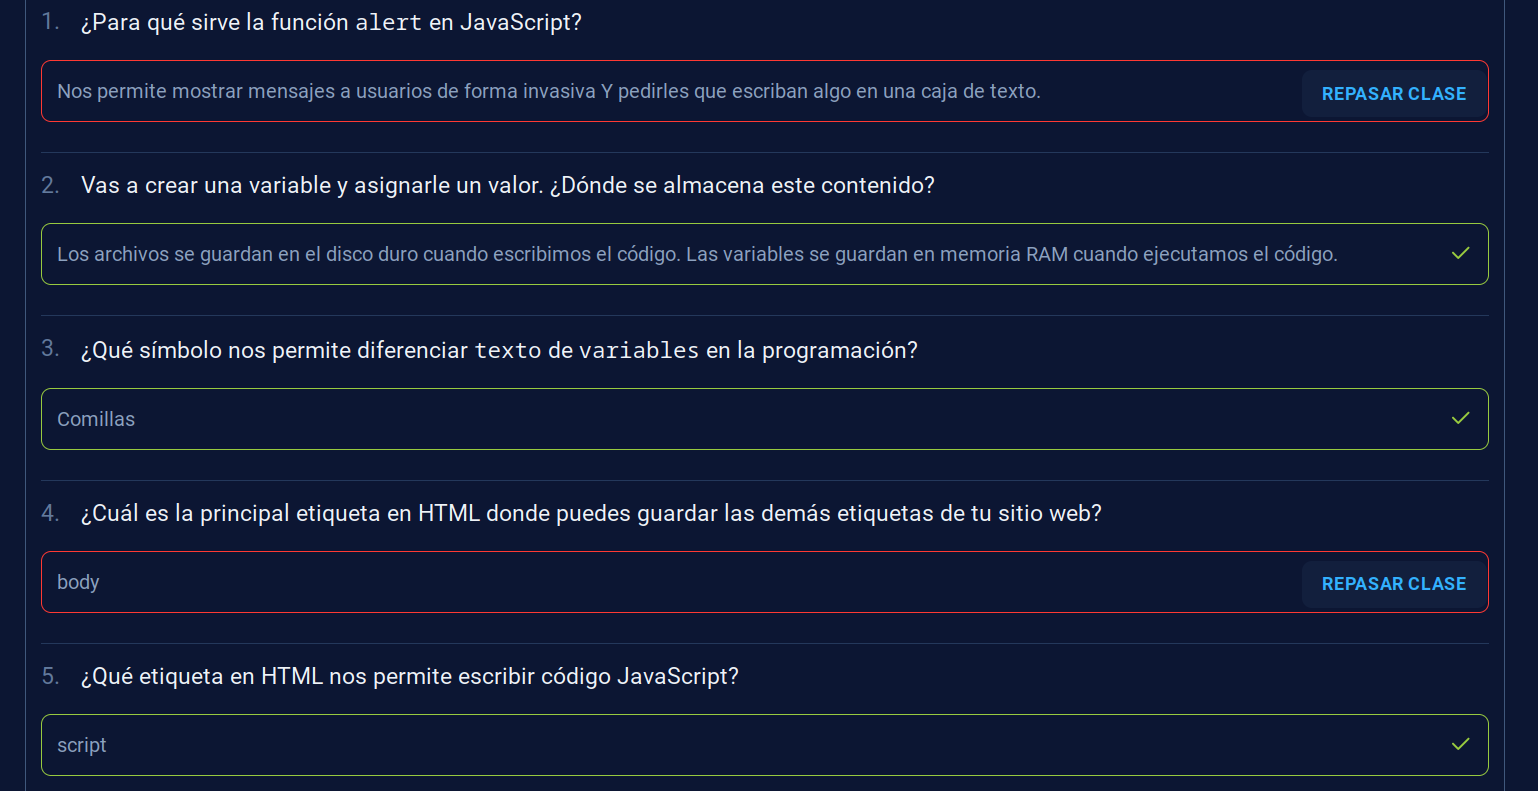 1. ¿Para qué sirve la función alert en JavaScript?
Nos permite mostrar mensajes a usuarios de forma invasiva Y pedirles que escriban algo en una caja de texto.
REPASAR CLASE
2. Vas a crear una variable y asignarle un valor. ¿Dónde se almacena este contenido?
Los archivos se guardan en el disco duro cuando escribimos el código. Las variables se guardan en memoria RAM cuando ejecutamos el código.
3. ¿Qué símbolo nos permite diferenciar texto de variables en la programación?
Comillas
4. ¿Cuál es la principal etiqueta en HTML donde puedes guardar las demás etiquetas de tu sitio web?
body
REPASAR CLASE
5. ¿Qué etiqueta en HTML nos permite escribir código JavaScript?
script